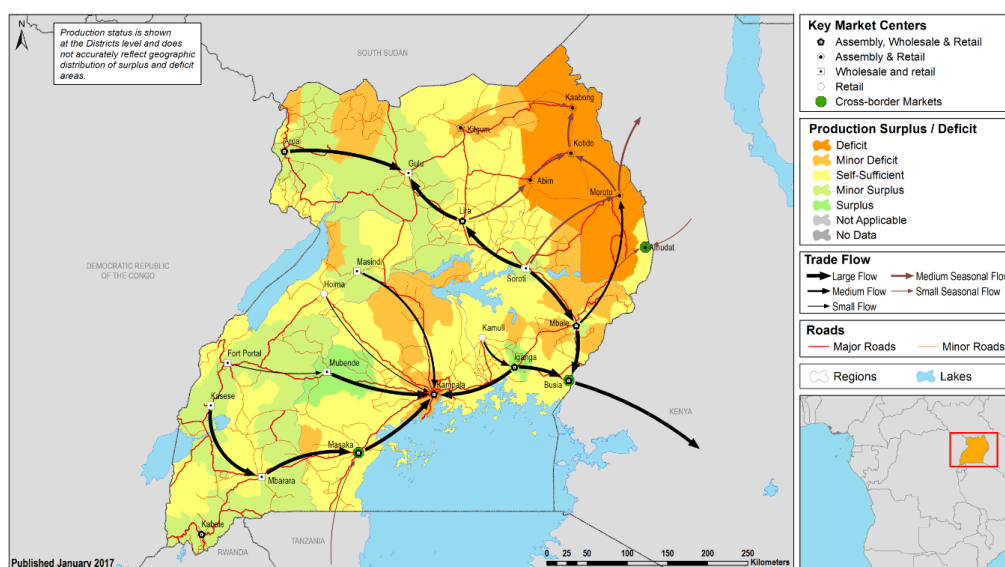 N
Production status is shown
at the Districts level and does
not accurately reflect geographic
distribution of surplus and deficit
areas.
SOUTH SUDAN
Kaabong
Kitgum
Kotido
Arua
Gulu
Abim
Moroto
Lira
Amudat
DEMOCRATIC REPUBLIC
OF THE CONGO
Masindi
Soroti
Hoima
Mbale
Kamuli
Fort Portal
Mubende
Iganga
Busia
Kampala
Kasese
KENYA
Masaka
Mbarara
Kabale
TANZANIA
RWANDA
Published January 2017
0 25 50 100 150 200 250
Kilometers
Key Market Centers
Assembly, Wholesale & Retail
Assembly & Retail
Wholesale and retail
Retail
Cross-border Markets
Production Surplus / Deficit
Deficit
Minor Deficit
Self-Sufficient
Minor Surplus
Surplus
Not Applicable
No Data
Trade Flow
Large Flow
Medium Seasonal Flow
Medium Flow
Small Seasonal Flow
Small Flow
Roads
Major Roads
Minor Roads
Regions
Lakes